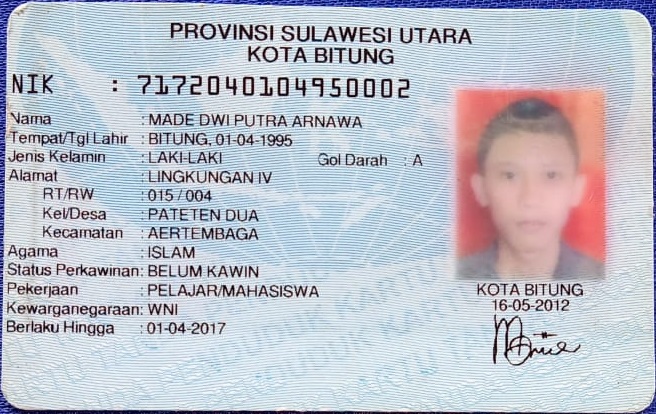 PROVINSI SULAWESI UTARA
KOTA BITUNG
NIK : 7172040104950002
Nama : MADE DWI PUTRA ARNAWA
Tempat/Tgl Lahir : BITUNG, 01-04-1995
Jenis Kelamin : LAKI-LAKI Gol Darah : A
Alamat : LINGKUNGAN IV
RT/RW : 015 / 004
Kel/Desa : PATETEN DUA
Kecamatan : AERTEMBAGA
Agama : ISLAM
Status Perkawinan: BELUM KAWIN
Pekerjaan : PELAJAR/MAHASISWA
Kewarganegaraan: WNI
Berlaku Hingga : 01-04-2017
KOTA BITUNG
16-05-2012